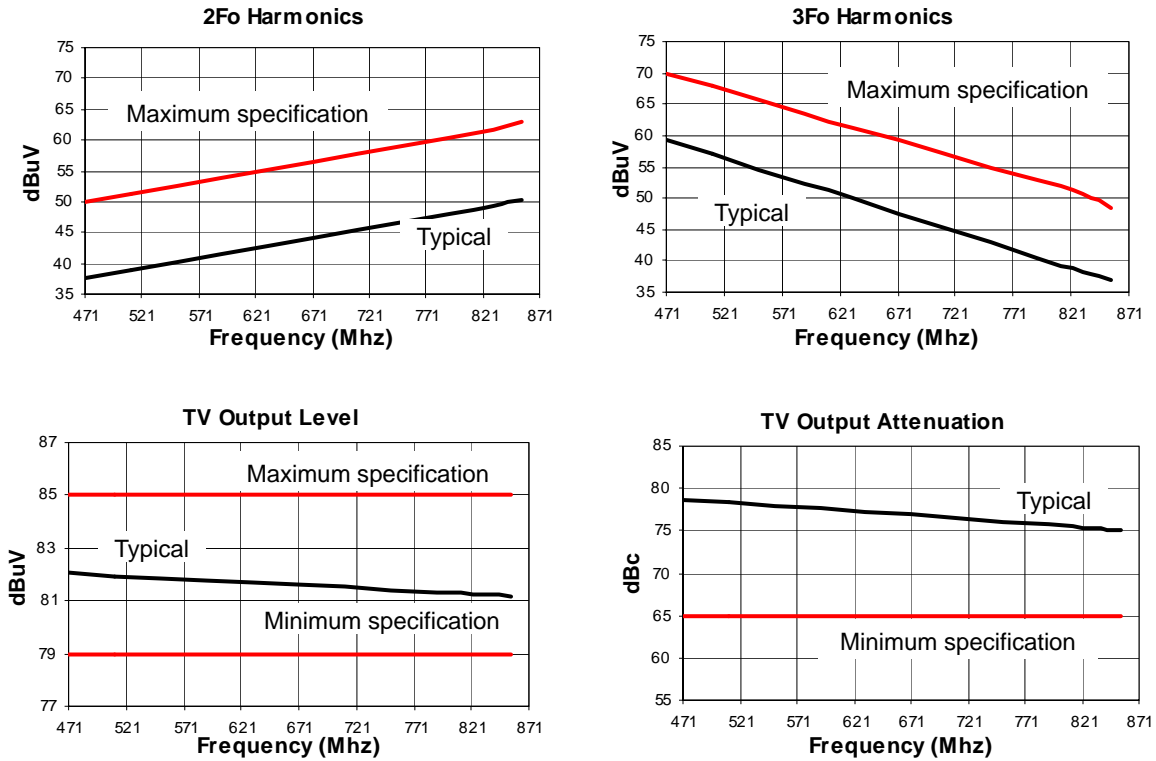 2Fo Harmonics
75
70
65
60
55
50
45
40
35
dBuV
Maximum specification
Typical
471 521 571 621 671 721 771 821 871
Frequency (Mhz)
3Fo Harmonics
75
70
65
60
55
50
45
40
35
dBuV
Maximum specification
Typical
471 521 571 621 671 721 771 821 871
Frequency (Mhz)
TV Output Level
87
85
83
81
79
77
dBuV
Maximum specification
Typical
Minimum specification
471 521 571 621 671 721 771 821 871
Frequency (Mhz)
TV Output Attenuation
85
80
75
70
65
60
55
dBc
Typical
Minimum specification
471 521 571 621 671 721 771 821 871
Frequency (Mhz)